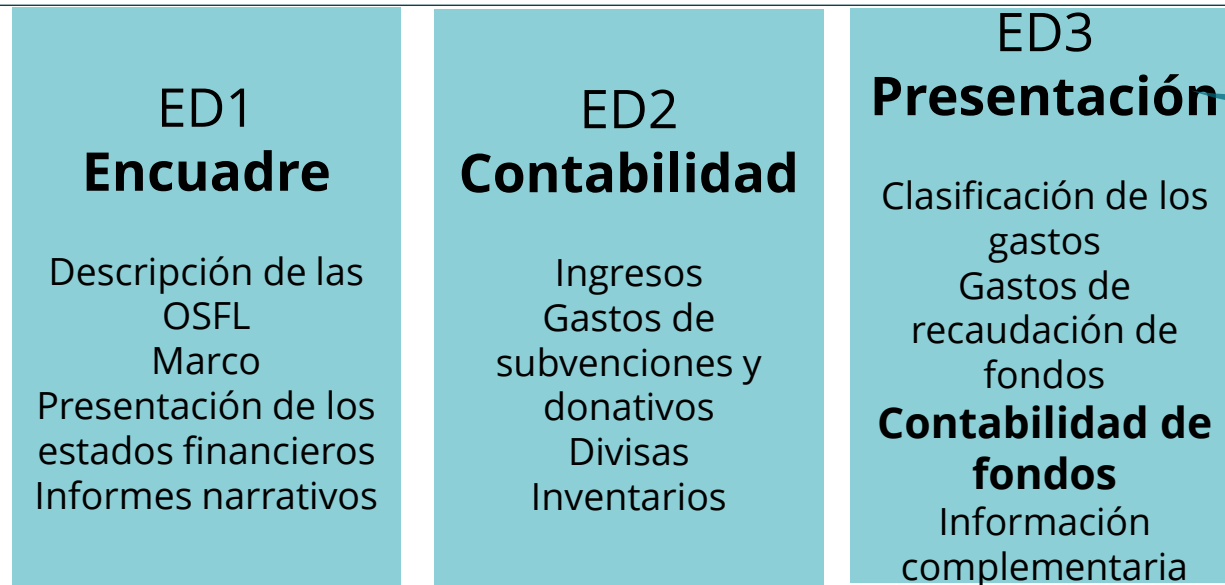 ED1
Encuadre
Descripción de las
OSFL
Marco
Presentación de los
estados financieros
Informes narrativos
ED2
Contabilidad
Ingresos
Gastos de
subvenciones y
donativos
Divisas
Inventarios
ED3
Presentación
Clasificación de los
gastos
Gastos de
recaudación de
fondos
Contabilidad de
fondos
Información
complementaria